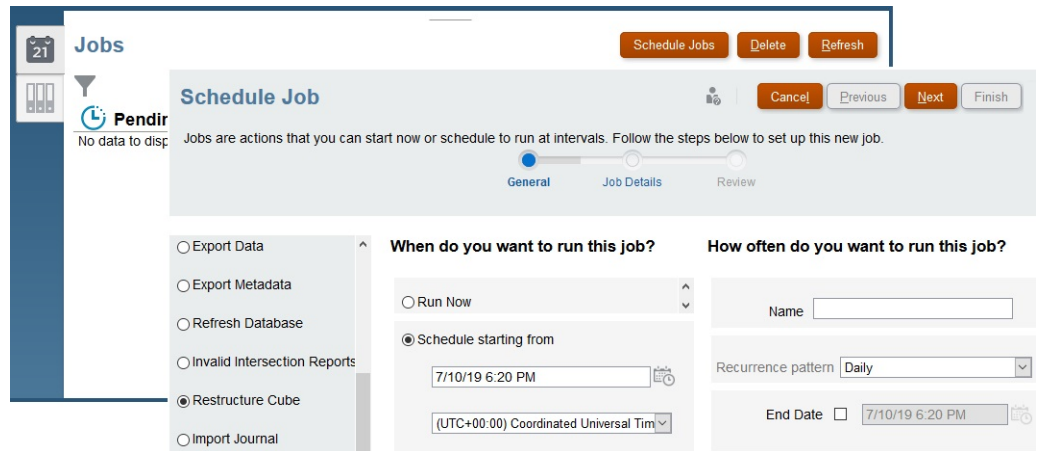 21
Jobs
Schedule Jobs Delete Refresh
Schedule Job
Cancel Previous Next Finish
Pendin
No data to disp
Jobs are actions that you can start now or schedule to run at intervals. Follow the steps below to set up this new job.
General Job Details Review
Export Data
Export Metadata
Refresh Database
Invalid Intersection Reports
Restructure Cube
Import Journal
When do you want to run this job?
Run Now
Schedule starting from
7/10/19 6:20 PM
(UTC+00:00) Coordinated Universal Tim
How often do you want to run this job?
Name
Recurrence pattern Daily
End Date 7/10/19 6:20 PM